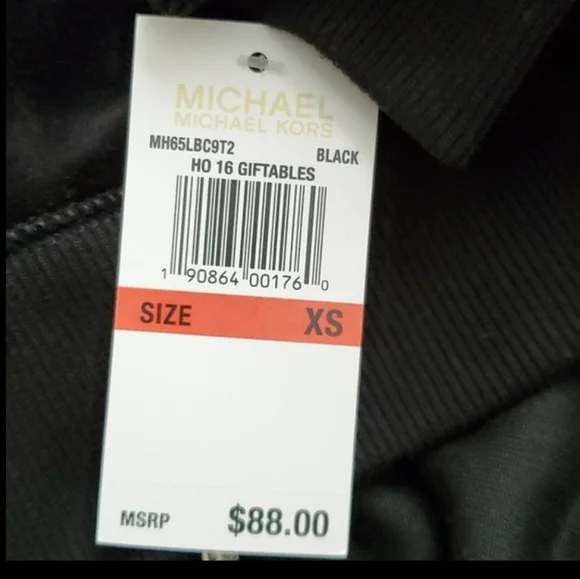 MICHAEL
MICHAEL KORS
MH65LBC9T2 BLACK
HO 16 GIFTABLES
1 90864 00176 0
SIZE XS
MSRP $88.00